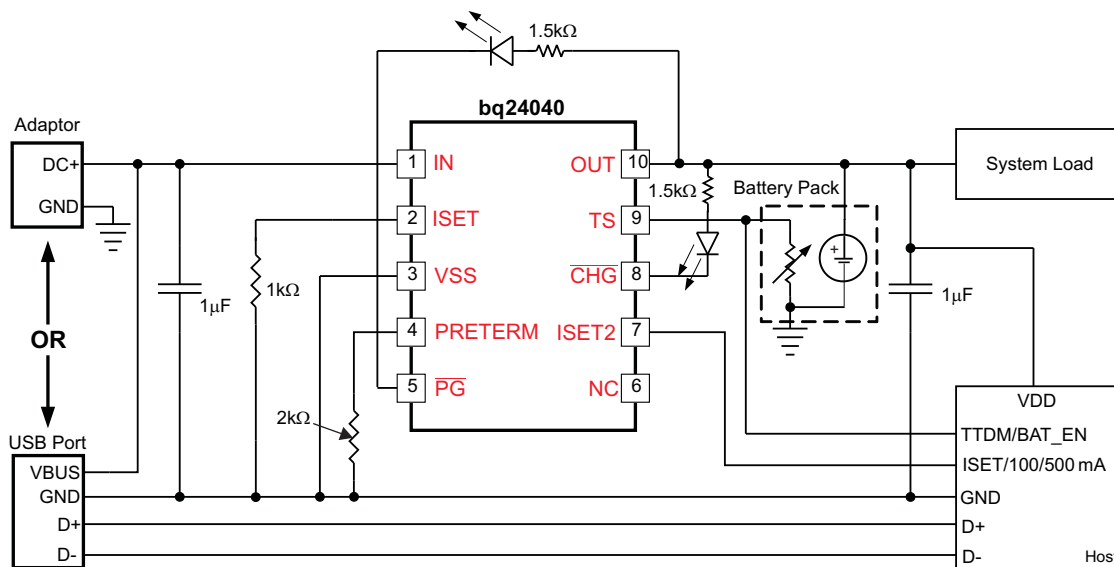 1.5kΩ
bq24040
Adaptor
DC+
GND
1 IN
OUT 10
System Load
1.5kΩ
Battery Pack
2 ISET
TS 9
+
3 VSS
CHG 8
1μF
1kΩ
1μF
OR
4 PRETERM
ISET2 7
5 PG
NC 6
VDD
2kΩ
USB Port
TTDM/BAT_EN
VBUS
ISET/100/500 mA
GND
GND
D+
D+
D-
D-
Host